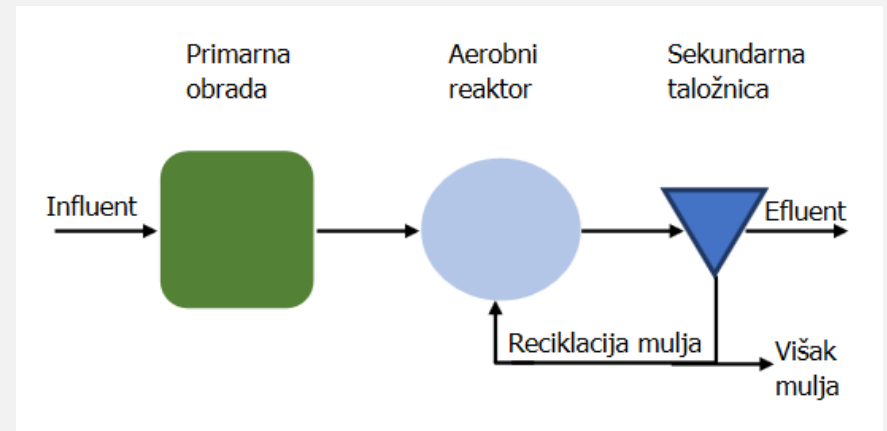 Primarna
obrada
Aerobni
reaktor
Sekundarna
taložnica
Influent
Efluent
Reciklacija mulja
Višak
mulja